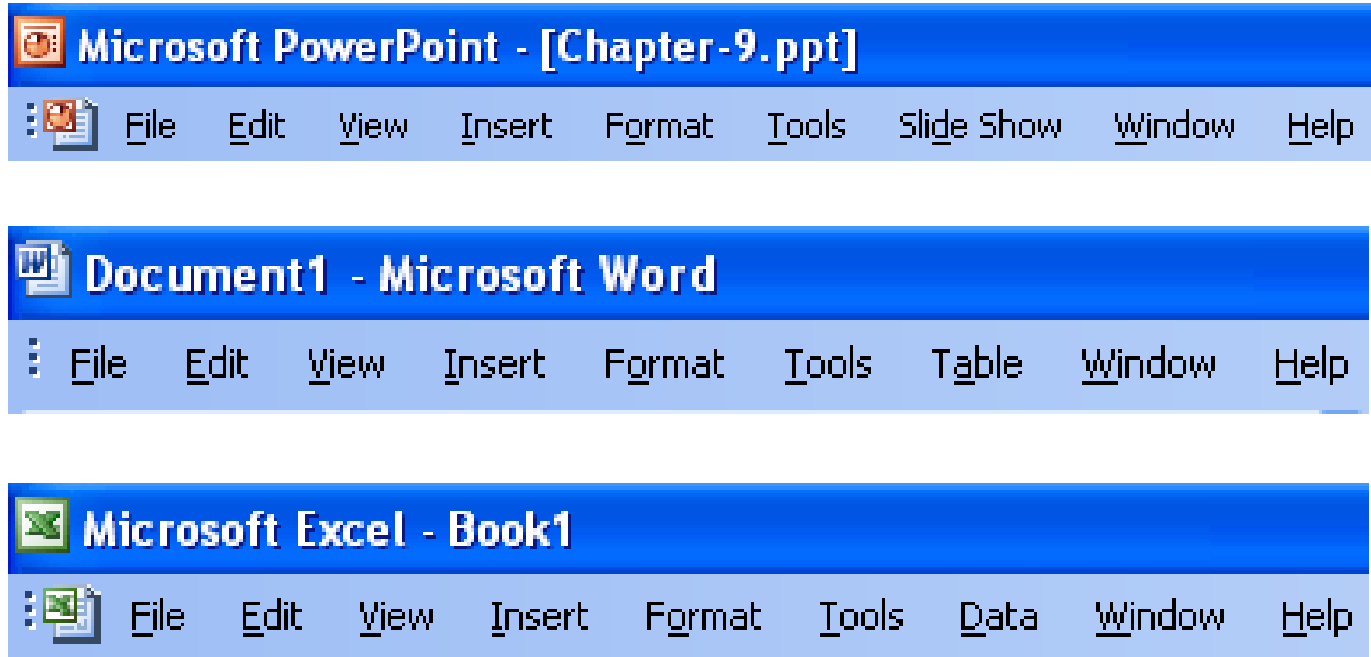 Microsoft PowerPoint - [Chapter-9.ppt]
File Edit View Insert Format Tools Slide Show Window Help
Document1 - Microsoft Word
File Edit View Insert Format Tools Table Window Help
Microsoft Excel - Book1
File Edit View Insert Format Tools Data Window Help